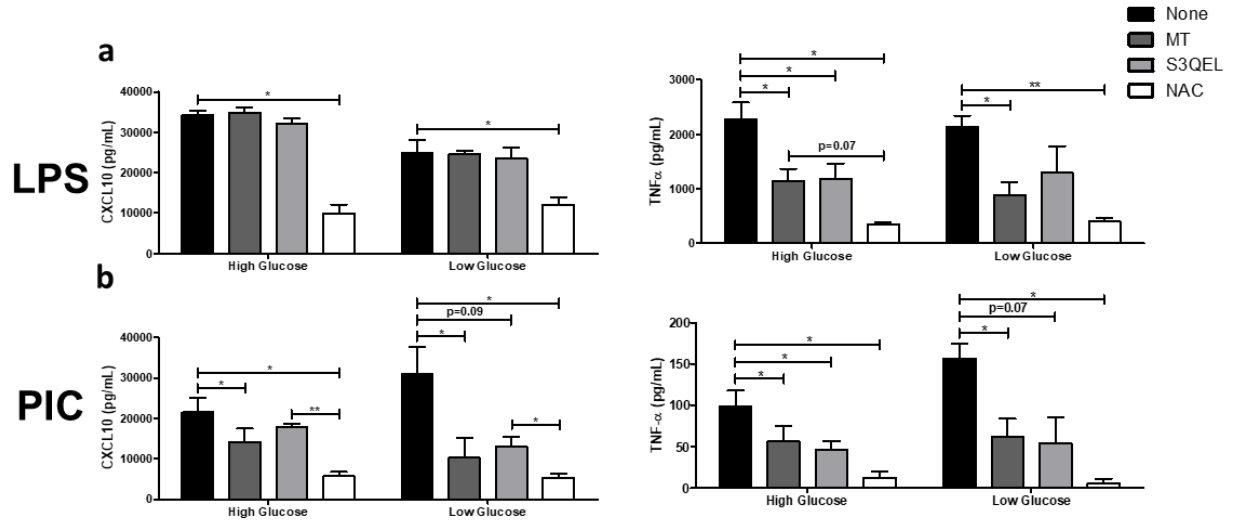 None
MT
S3QEL
NAC
a
LPS
CXCL10 (pg/mL)
40000
30000
20000
10000
0
*
*
High Glucose
Low Glucose
TNFα (pg/mL)
3000
2000
1000
0
*
*
*
p=0.07
**
*
High Glucose
Low Glucose
b
PIC
CXCL10 (pg/mL)
40000
30000
20000
10000
0
*
*
**
*
p=0.09
*
*
High Glucose
Low Glucose
TNF-α (pg/mL)
200
150
100
50
0
*
*
*
*
p=0.07
*
High Glucose
Low Glucose